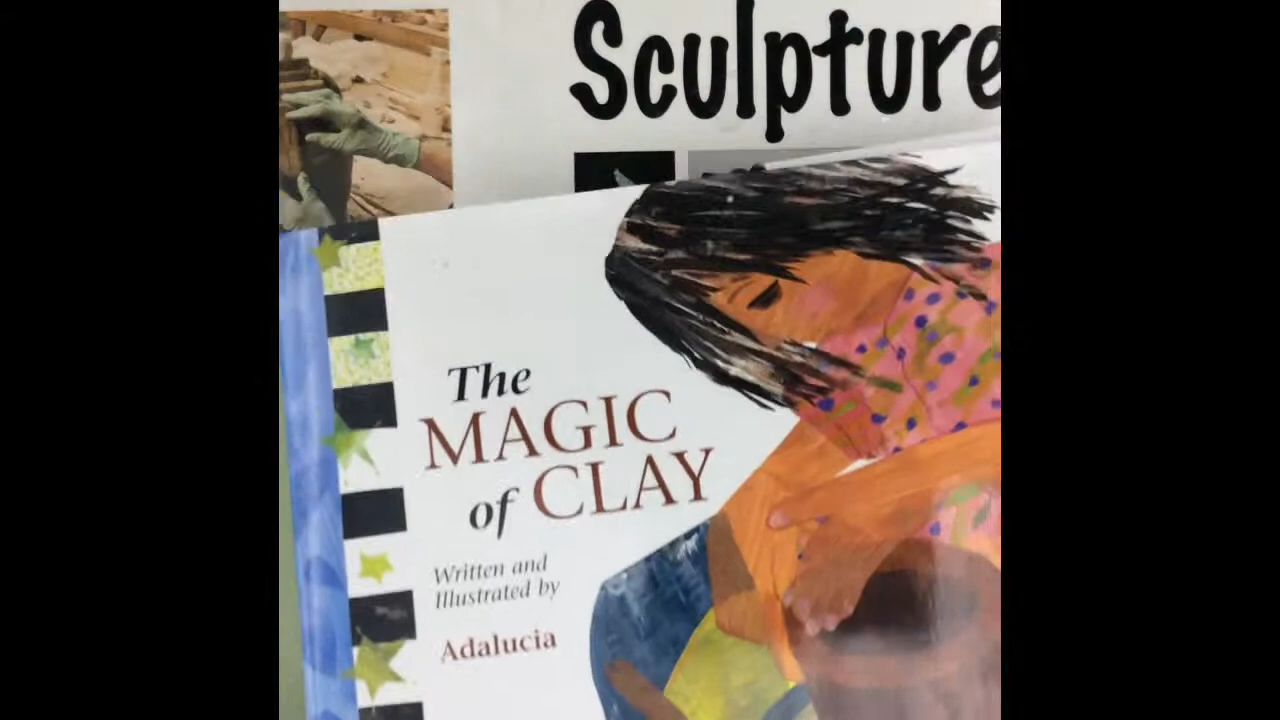 Sculpture
The
MAGIC
of CLAY
Written and
Illustrated by
Adalucia